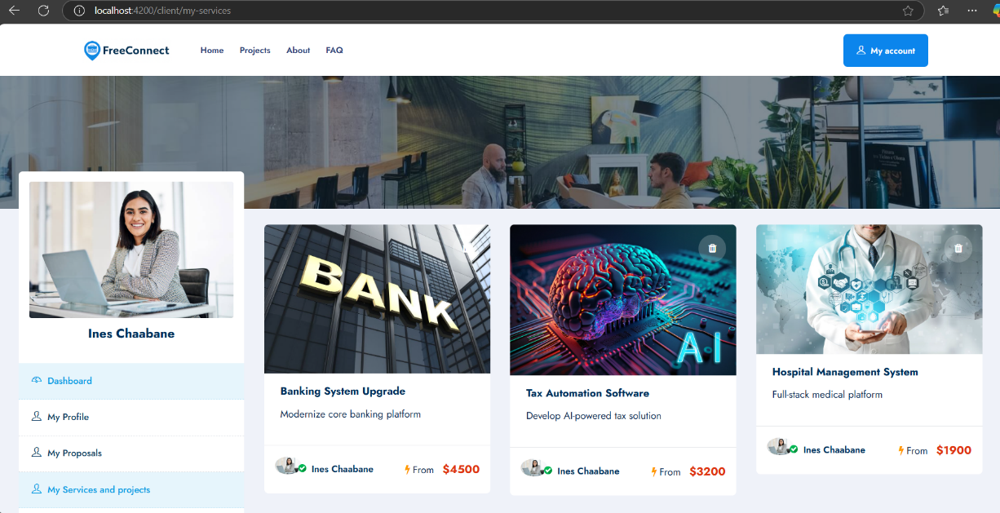 localhost:4200/client/my-services
FreeConnect
Home
Projects
About
FAQ
My account
Ines Chaabane
Dashboard
My Profile
My Proposals
My Services and projects
BANK
Banking System Upgrade
Modernize core banking platform
Ines Chaabane
From $4500
AI
Tax Automation Software
Develop AI-powered tax solution
Ines Chaabane
From $3200
Hospital Management System
Full-stack medical platform
Ines Chaabane
From $1900